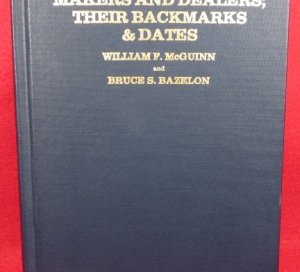 MAKERS AND DEALERS;
THEIR BACKMARKS
& DATES
WILLIAM F. McGUINN
and
BRUCE S. BAZELON